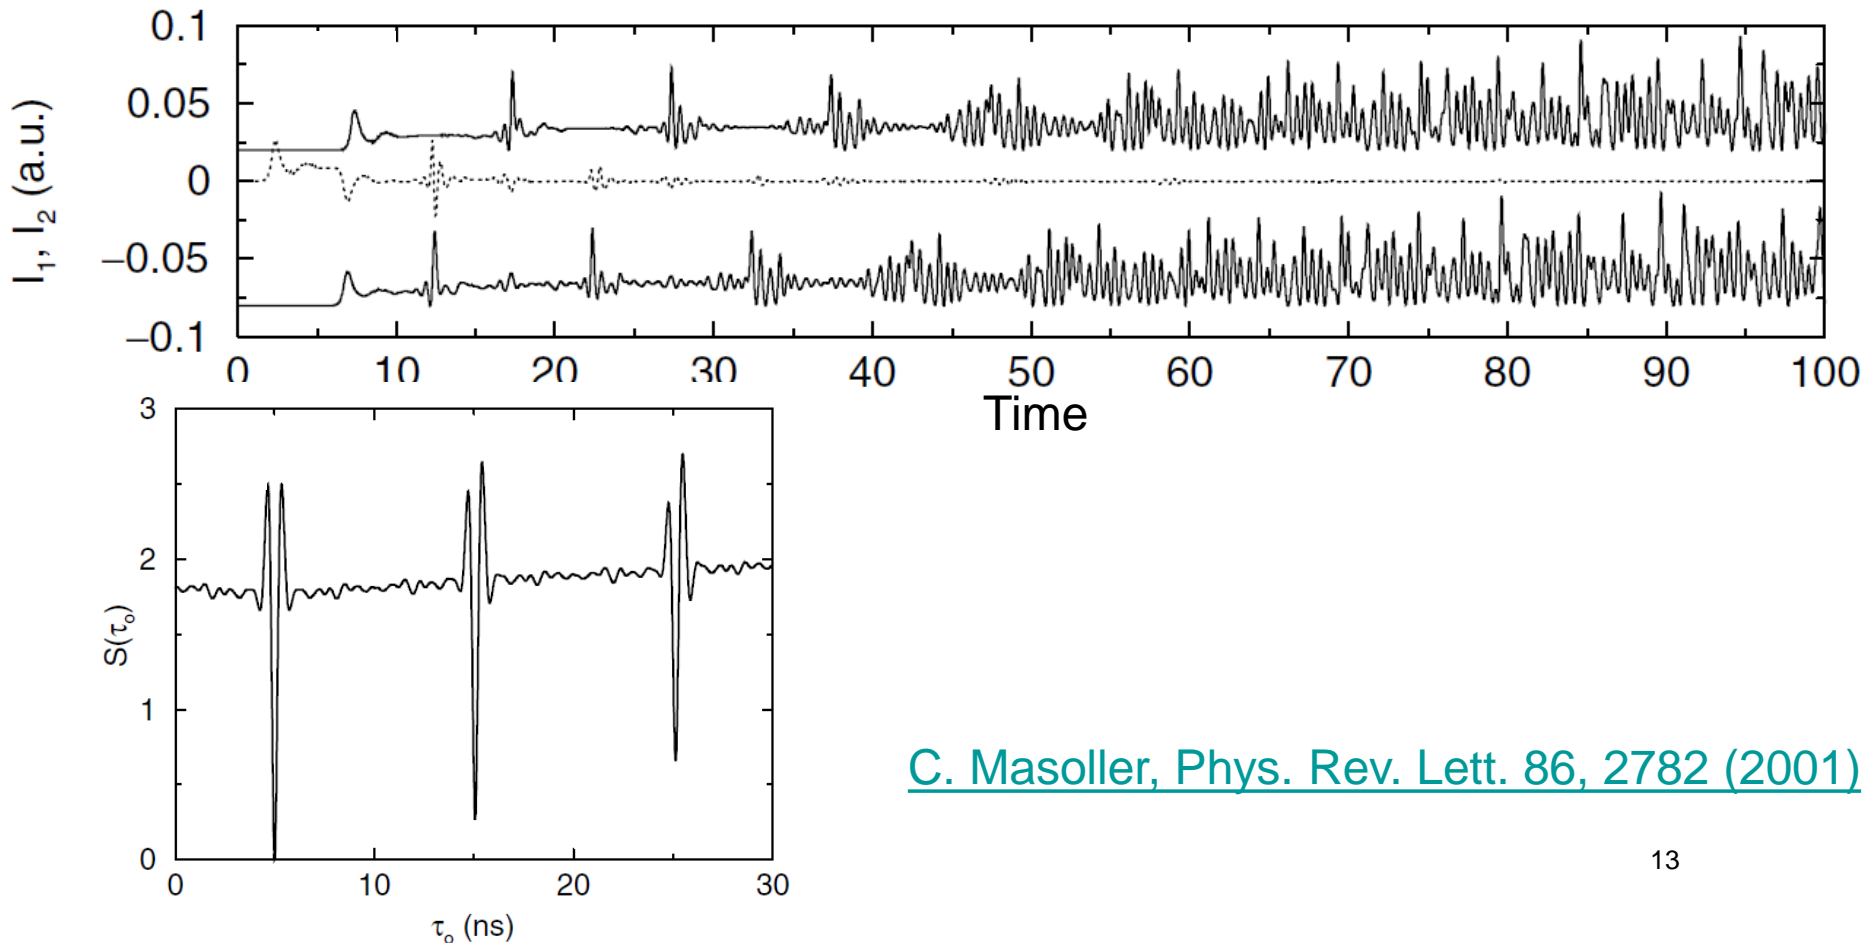 0.1
0.05
0
−0.05
−0.1
I₁, I₂ (a.u.)
0 10 20 30 40 50 60 70 80 90 100
Time
3
2
1
0
S(τₒ)
0 10 20 30
τₒ (ns)
C. Masoller, Phys. Rev. Lett. 86, 2782 (2001)
13